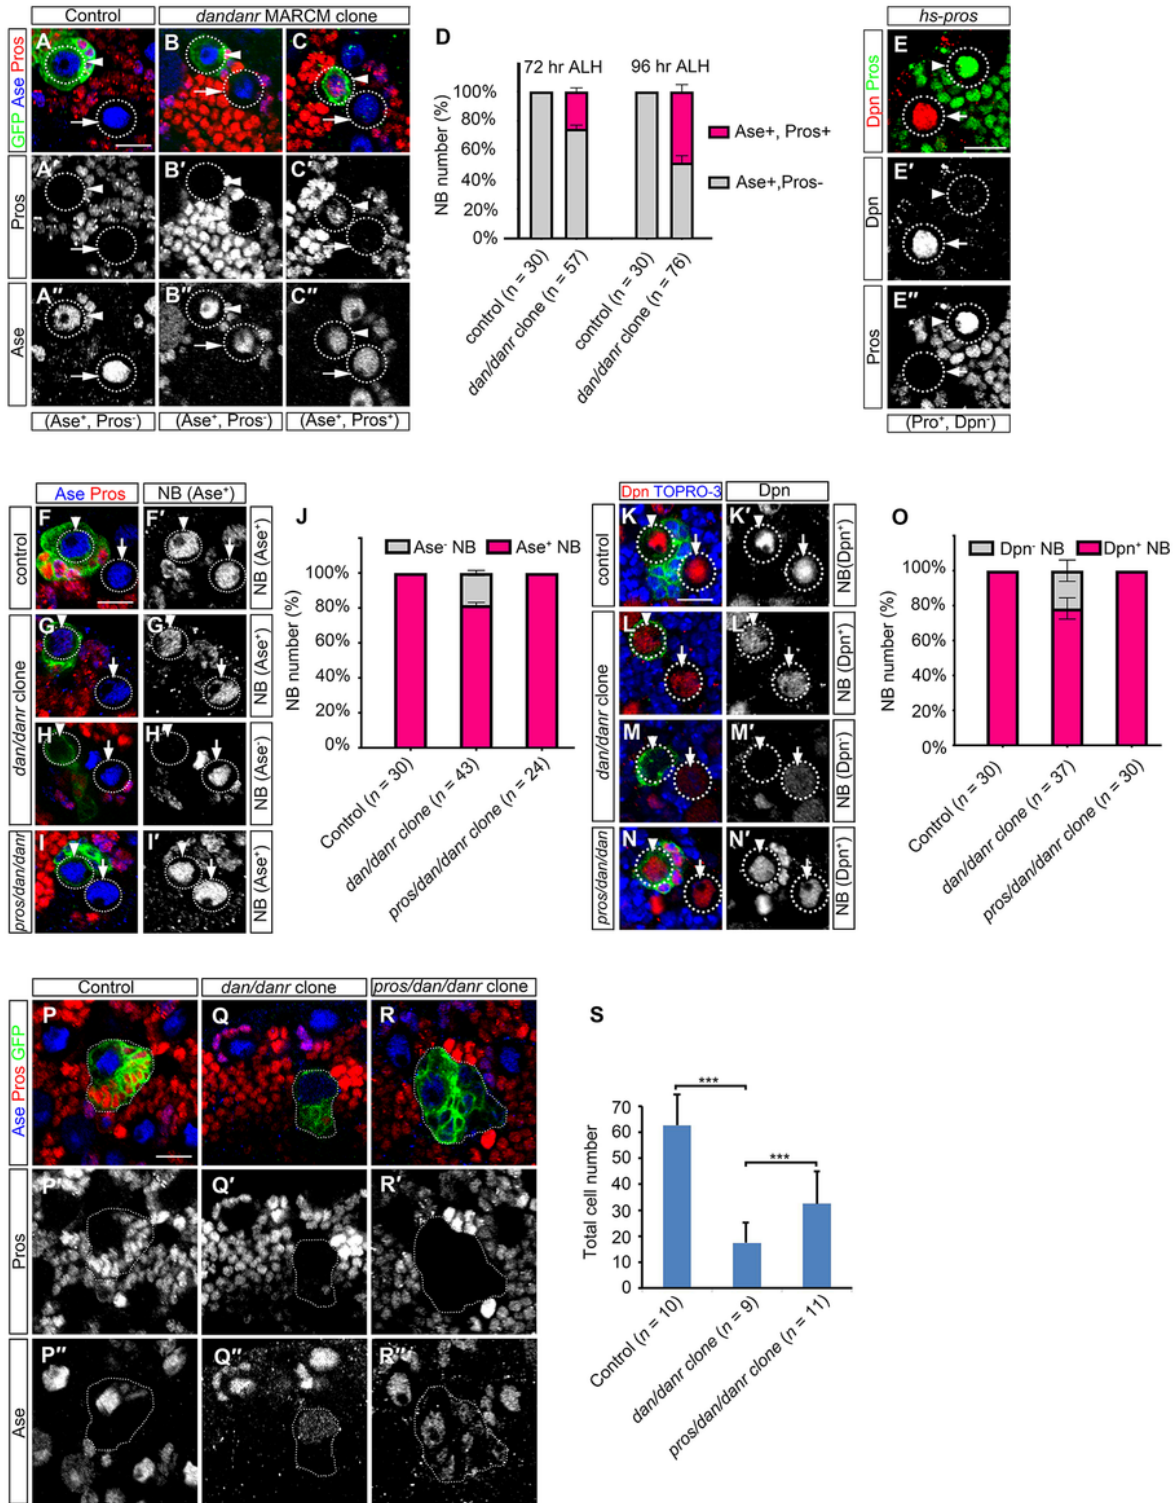 Control
dandanr MARCM clone
GFP Ase Pros
A
B
C
Pros
A′
B′
C′
Ase
A″
B″
C″
(Ase⁺, Pros⁻)
(Ase⁺, Pros⁻)
(Ase⁺, Pros⁺)
D
72 hr ALH
96 hr ALH
NB number (%)
100%
80%
60%
40%
20%
0%
Ase+, Pros+
Ase+,Pros-
control (n = 30)
dan/danr clone (n = 57)
control (n = 30)
dan/danr clone (n = 76)
hs-pros
Dpn Pros
E
Dpn
E′
Pros
E″
(Pro⁺, Dpn⁻)
Ase Pros
NB (Ase⁺)
control
F
F′
NB (Ase⁺)
dan/danr clone
G
G′
NB (Ase⁺)
H
H′
NB (Ase⁻)
pros/dan/danr
I
I′
NB (Ase⁺)
J
Ase⁻ NB
Ase⁺ NB
NB number (%)
100%
80%
60%
40%
20%
0%
Control (n = 30)
dan/danr clone (n = 43)
pros/dan/danr clone (n = 24)
Dpn TOPRO-3
Dpn
control
K
K′
NB(Dpn⁺)
dan/danr clone
L
L′
NB (Dpn⁺)
M
M′
NB (Dpn⁻)
pros/dan/dan
N
N′
NB (Dpn⁺)
O
Dpn⁻ NB
Dpn⁺ NB
NB number (%)
100%
80%
60%
40%
20%
0%
Control (n = 30)
dan/danr clone (n = 37)
pros/dan/danr clone (n = 30)
Control
dan/danr clone
pros/dan/danr clone
Ase Pros GFP
P
Q
R
Pros
P′
Q′
R′
Ase
P″
Q″
R″
S
Total cell number
70
60
50
40
30
20
10
0
***
***
Control (n = 10)
dan/danr clone (n = 9)
pros/dan/danr clone (n = 11)